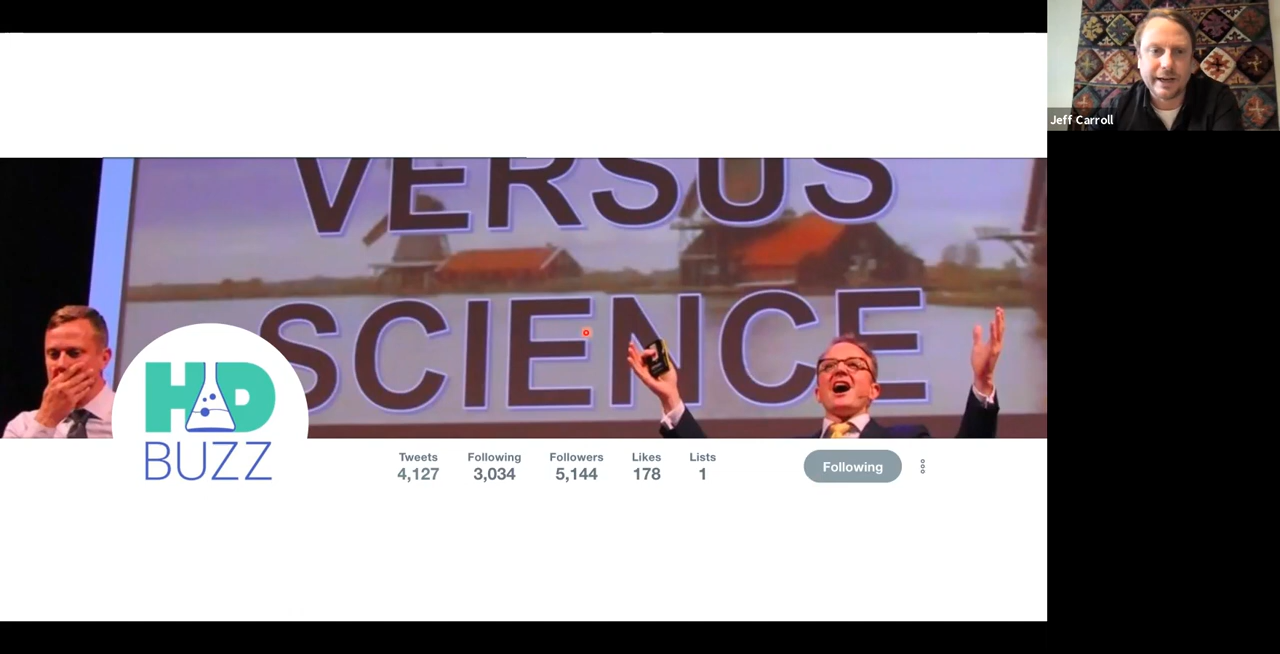 VERSUS
SCIENCE
HD
BUZZ
Tweets Following Followers Likes Lists
4,127 3,034 5,144 178 1
Following
Jeff Carroll